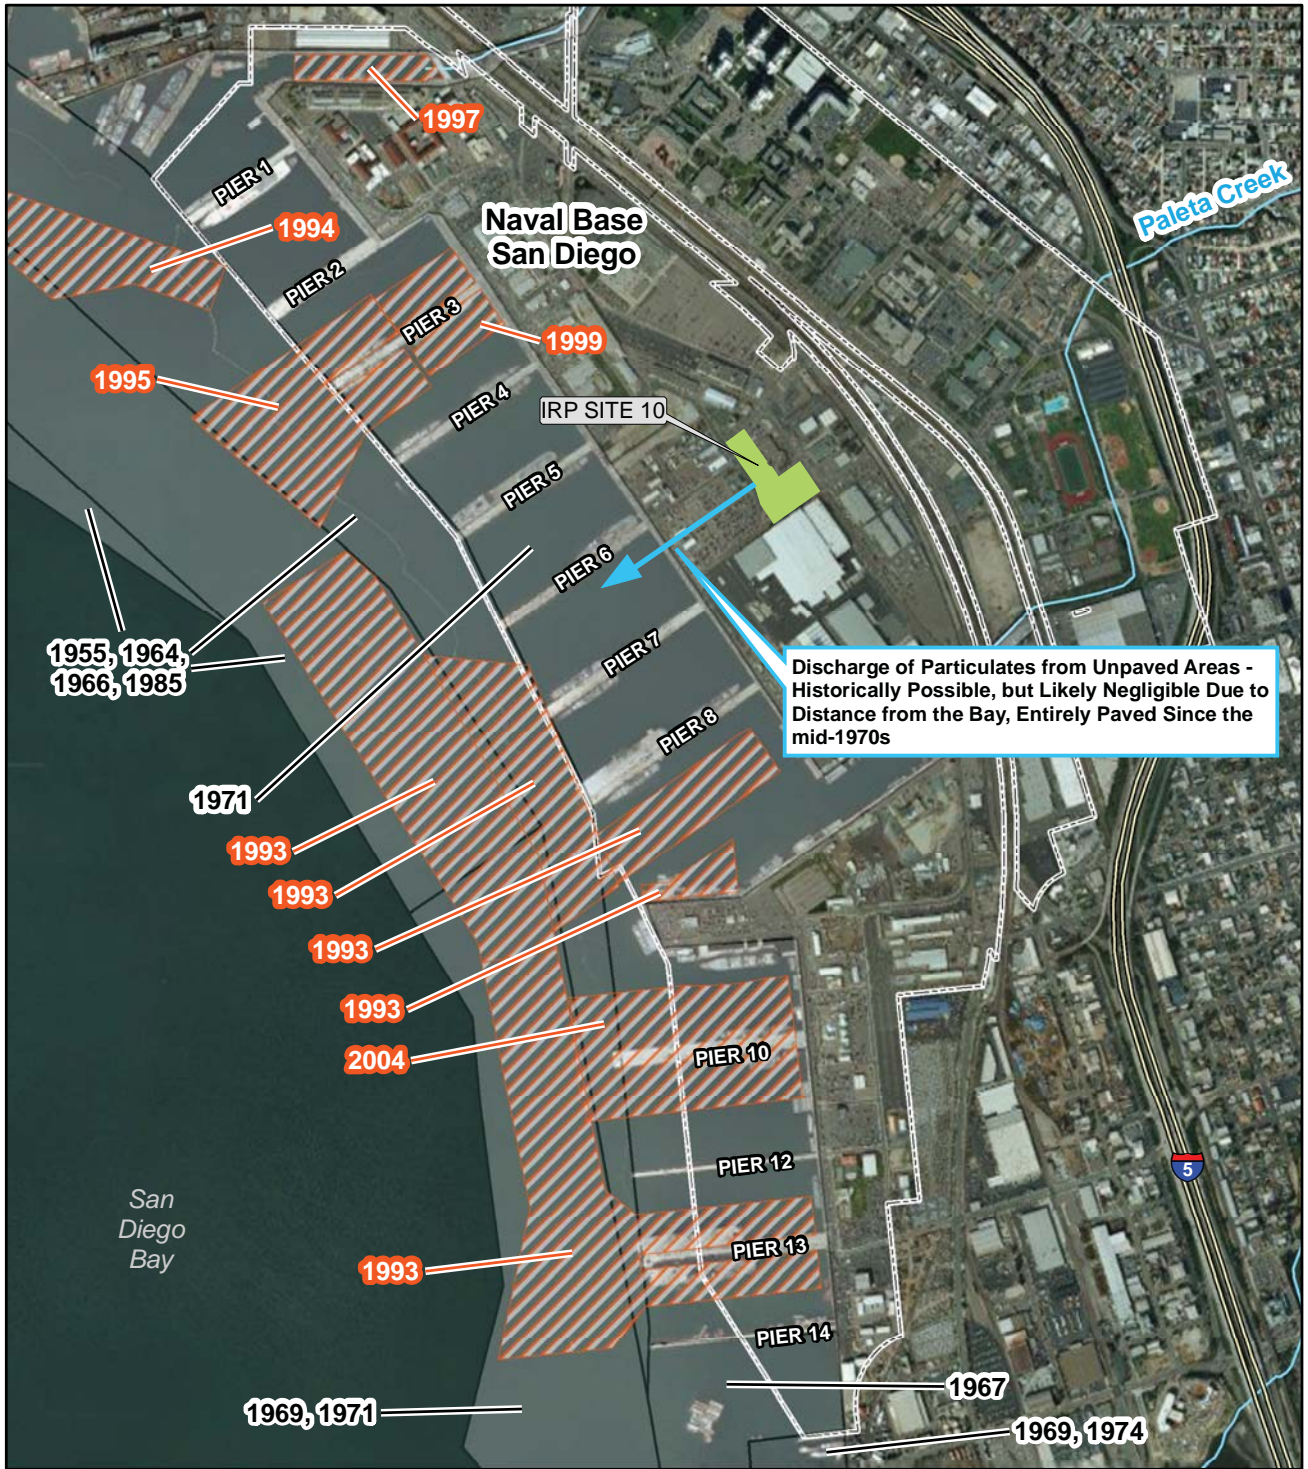 1997
PIER 1
Paleta Creek
Naval Base
San Diego
1994
PIER 2
PIER 3
1999
1995
PIER 4
IRP SITE 10
PIER 5
PIER 6
1955, 1964,
1966, 1985
PIER 7
Discharge of Particulates from Unpaved Areas -
Historically Possible, but Likely Negligible Due to
Distance from the Bay, Entirely Paved Since the
mid-1970s
PIER 8
1971
1993
1993
1993
1993
2004
PIER 10
PIER 12
5
San
Diego
Bay
PIER 13
1993
PIER 14
1967
1969, 1971
1969, 1974